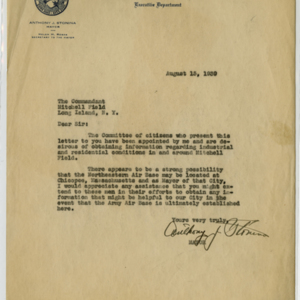 Executive Department
ANTHONY J. STONINA
MAYOR
August 15, 1939
The Commandant
Mitchell Field
Long Island, N. Y.
Dear Sir:
The Committee of citizens who present this
letter to you have been appointed by me and are de-
sirous of obtaining information regarding industrial
and residential conditions in and around Mitchell
Field.
There appears to be a strong possibility
that the Northeastern Air Base may be located at
Chicopee, Massachusetts and as Mayor of that City,
I would appreciate any assistance that you might ex-
tend to these men in their efforts to obtain any in-
formation that might be helpful to our City in the
event that the Army Air Base is ultimately established
here.
Yours very truly,
Anthony J. Stonina
MAYOR